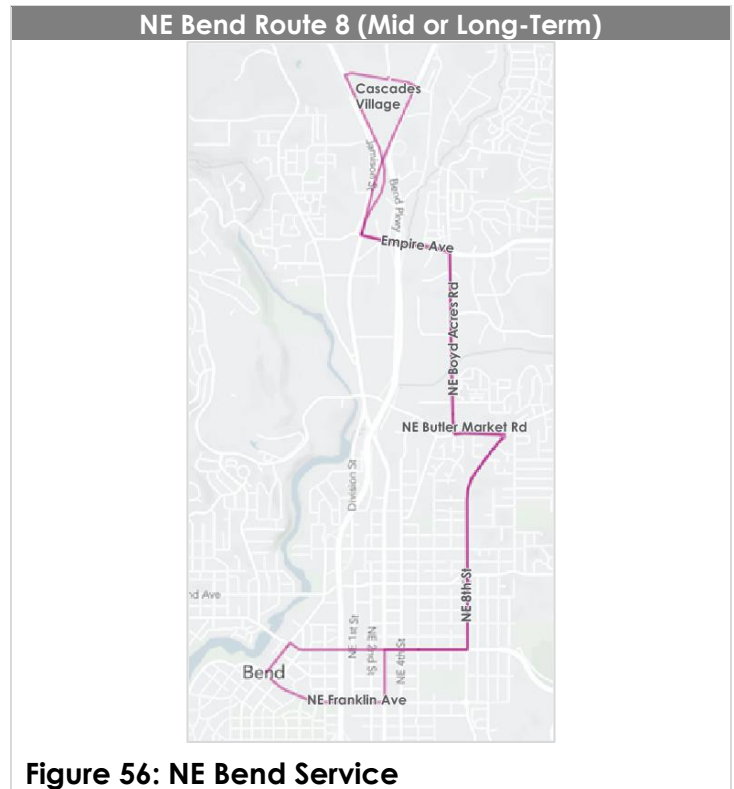 NE Bend Route 8 (Mid or Long-Term)
Cascades
Village
Jamison St
Bend Pkwy
Empire Ave
NE Boyd Acres Rd
NE Butler Market Rd
Division St
nd Ave
NE 8th St
NE 1st St
NE 2nd St
NE 4th St
Bend
NE Franklin Ave
Figure 56: NE Bend Service